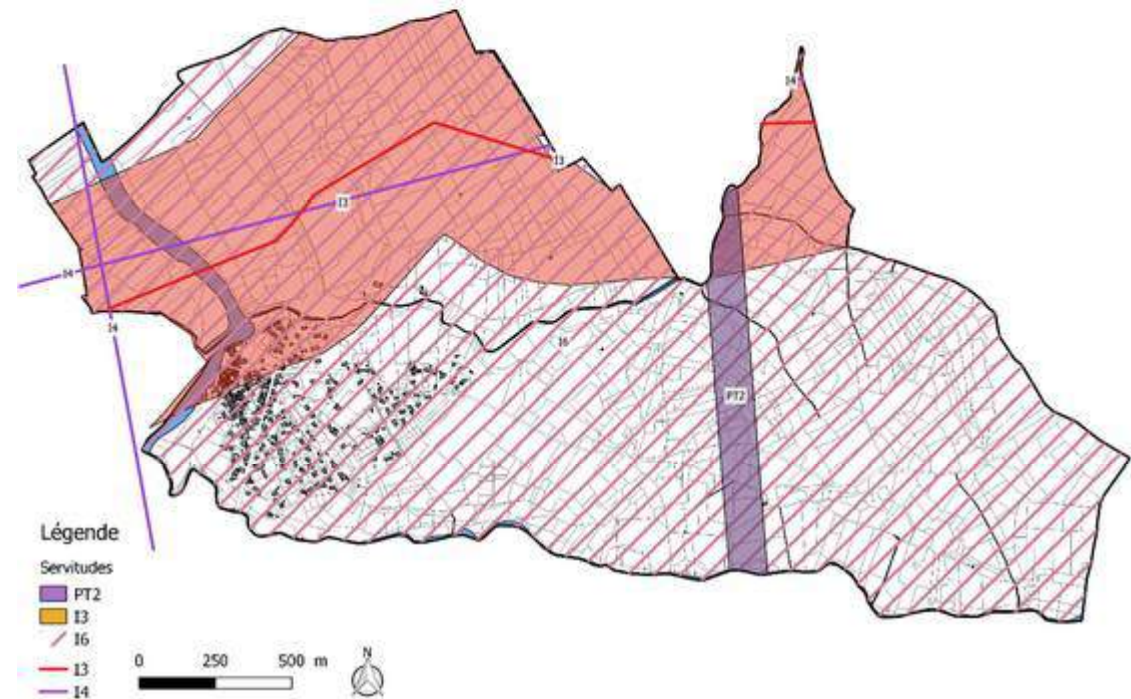 I4
I3
I3
I4
I4
I6
PT2
Légende
Servitudes
PT2
I3
I6
I3
I4
0 250 500 m
N